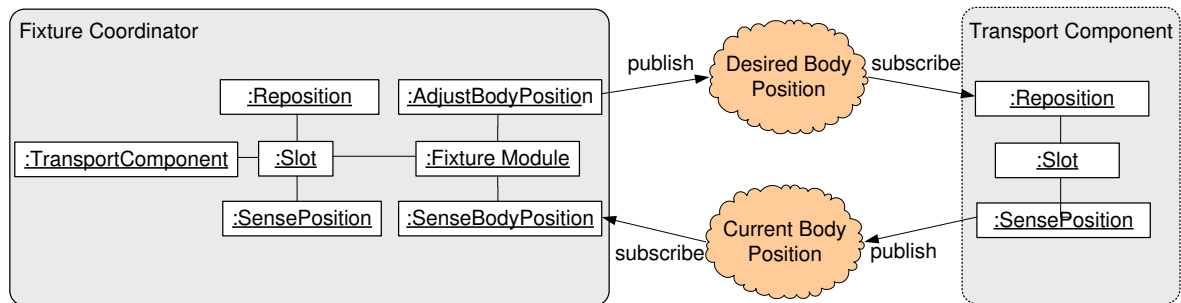 Fixture Coordinator
:Reposition
:AdjustBodyPosition
:TransportComponent
:Slot
:Fixture Module
:SensePosition
:SenseBodyPosition
publish
Desired Body
Position
subscribe
subscribe
Current Body
Position
publish
Transport Component
:Reposition
:Slot
:SensePosition